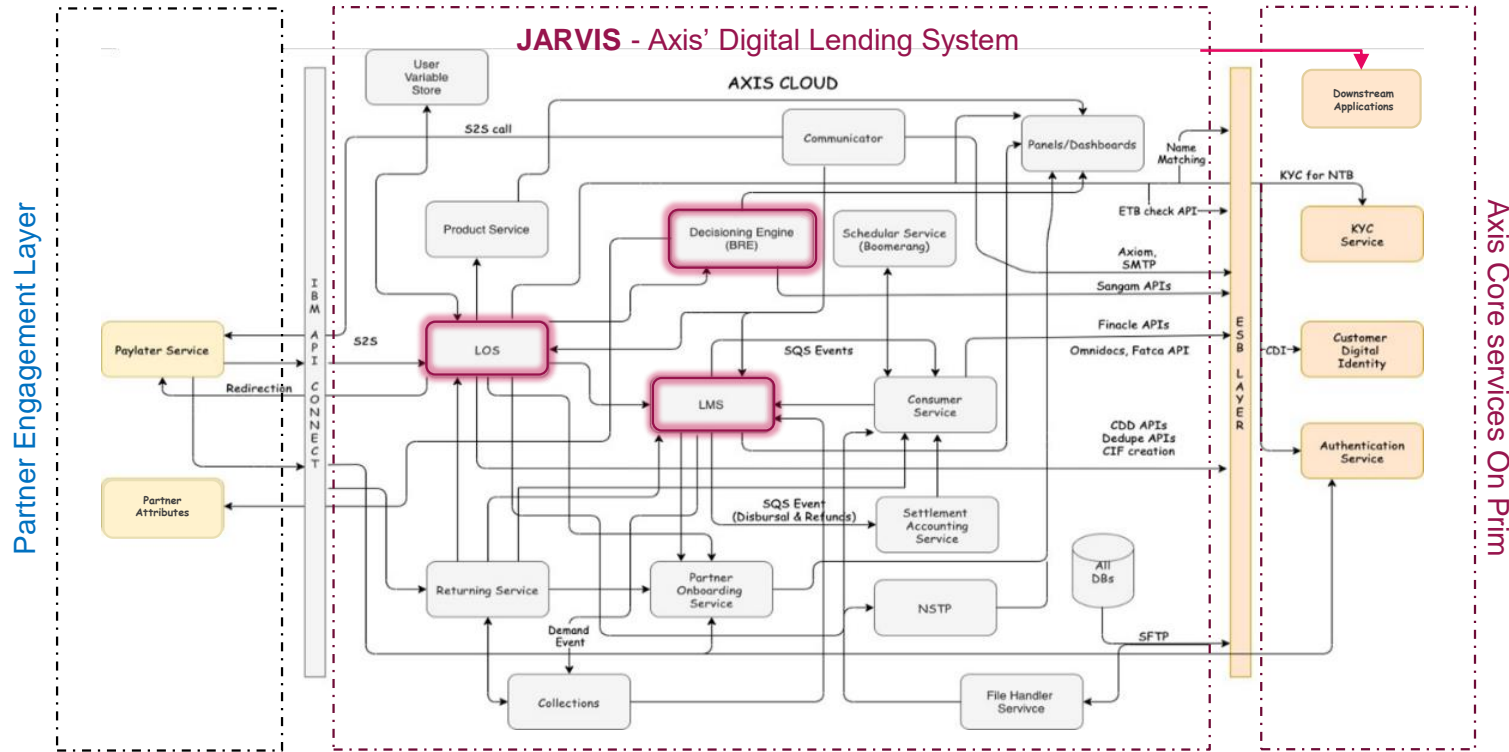 JARVIS - Axis' Digital Lending System
Partner Engagement Layer
Axis Core services On Prim
AXIS CLOUD
User
Variable
Store
S2S call
Communicator
Panels/Dashboards
Name
Matching
Downstream
Applications
KYC for NTB
ETB check API
KYC
Service
Product Service
Decisioning Engine
(BRE)
Schedular Service
(Boomerang)
Axiom,
SMTP
Sangam APIs
IBM API CONNECT
ESB LAYER
Paylater Service
S2S
LOS
SQS Events
Finacle APIs
Omnidocs, Fatca API
CDI
Customer
Digital
Identity
Redirection
LMS
Consumer
Service
CDD APIs
Dedupe APIs
CIF creation
Authentication
Service
Partner
Attributes
SQS Event
(Disbursal & Refunds)
Settlement
Accounting
Service
All
DBs
Returning Service
Partner
Onboarding
Service
NSTP
Demand
Event
SFTP
Collections
File Handler
Servivce